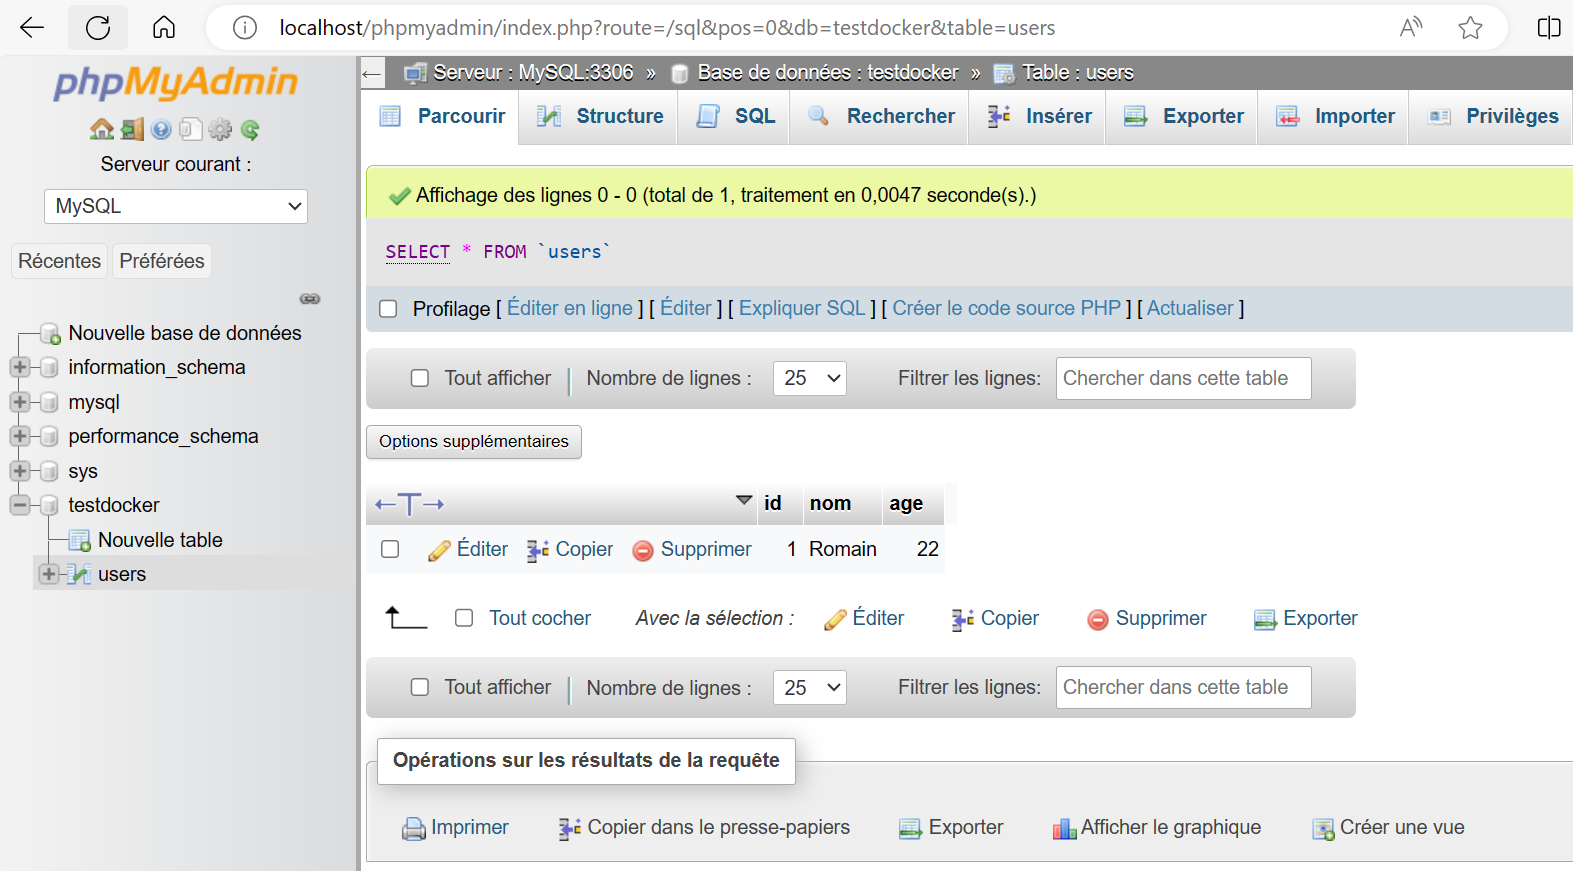 localhost/phpmyadmin/index.php?route=/sql&pos=0&db=testdocker&table=users
phpMyAdmin
Serveur courant :
MySQL
Récentes Préférées
Nouvelle base de données
information_schema
mysql
performance_schema
sys
testdocker
Nouvelle table
users
Serveur : MySQL:3306 » Base de données : testdocker » Table : users
Parcourir Structure SQL Rechercher Insérer Exporter Importer Privilèges
Affichage des lignes 0 - 0 (total de 1, traitement en 0,0047 seconde(s).)
SELECT * FROM `users`
Profilage [ Éditer en ligne ] [ Éditer ] [ Expliquer SQL ] [ Créer le code source PHP ] [ Actualiser ]
Tout afficher Nombre de lignes : 25 Filtrer les lignes: Chercher dans cette table
Options supplémentaires
←T→ id nom age
Éditer Copier Supprimer 1 Romain 22
Tout cocher Avec la sélection : Éditer Copier Supprimer Exporter
Tout afficher Nombre de lignes : 25 Filtrer les lignes: Chercher dans cette table
Opérations sur les résultats de la requête
Imprimer Copier dans le presse-papiers Exporter Afficher le graphique Créer une vue